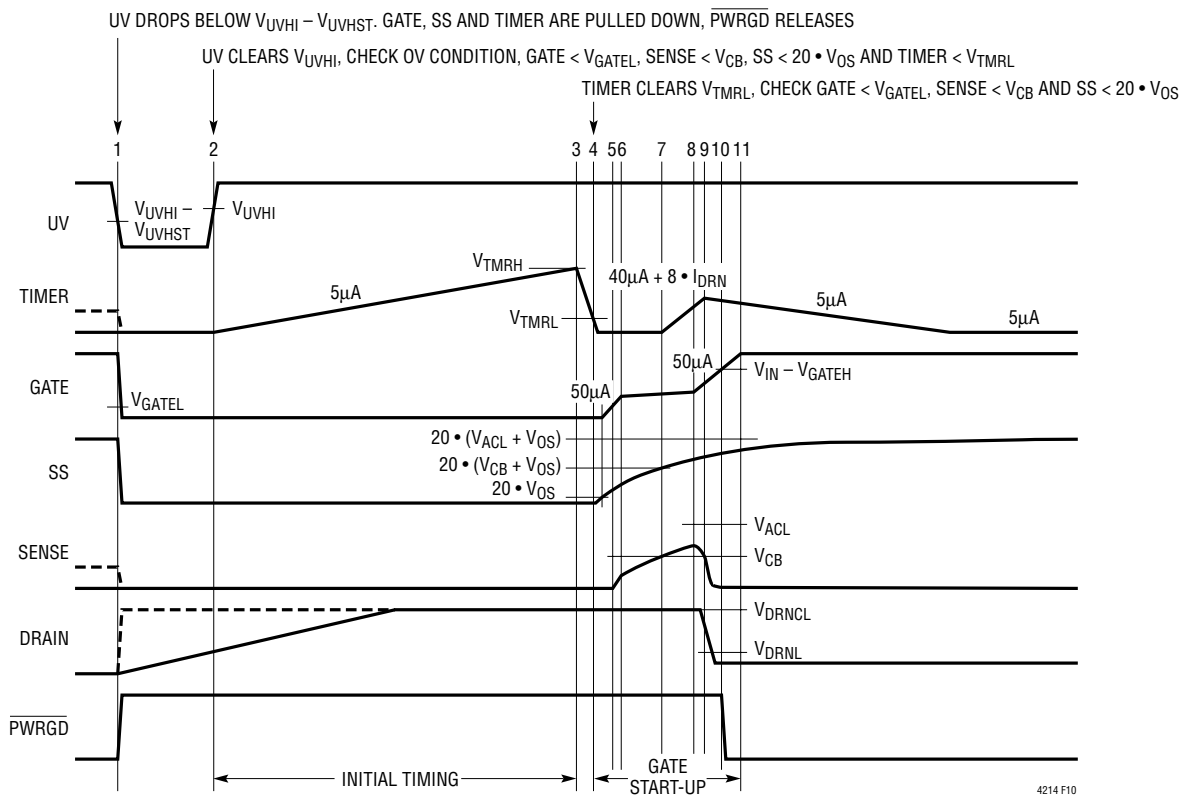 UV DROPS BELOW VUVHI – VUVHST. GATE, SS AND TIMER ARE PULLED DOWN, PWRGD RELEASES
UV CLEARS VUVHI, CHECK OV CONDITION, GATE < VGATEL, SENSE < VCB, SS < 20 • VOS AND TIMER < VTMRL
TIMER CLEARS VTMRL, CHECK GATE < VGATEL, SENSE < VCB AND SS < 20 • VOS
1 2 3 4 5 6 7 8 9 10 11
UV
VUVHI –
VUVHST
VUVHI
TIMER
5µA
VTMRH
VTMRL
40µA + 8 • IDRN
5µA
5µA
GATE
VGATEL
50µA
50µA
VIN – VGATEH
SS
20 • (VACL + VOS)
20 • (VCB + VOS)
20 • VOS
SENSE
VACL
VCB
DRAIN
VDRNCL
VDRNL
PWRGD
INITIAL TIMING
GATE
START-UP
4214 F10